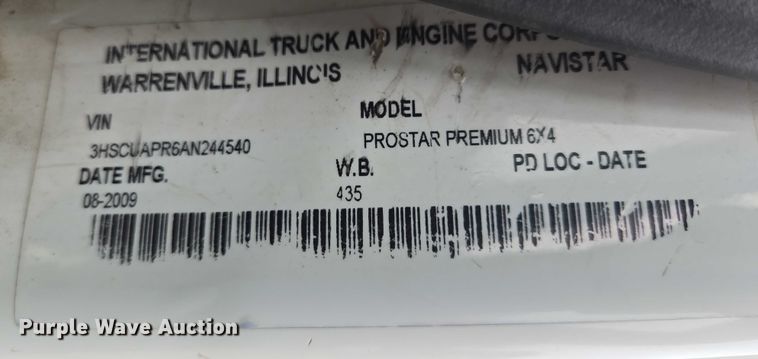 INTERNATIONAL TRUCK AND ENGINE
WARRENVILLE, ILLINOIS NAVISTAR
VIN MODEL
3HSCUAPR6AN244540 PROSTAR PREMIUM 6X4
DATE MFG. W.B. PD LOC - DATE
08-2009 435
Purple Wave Auction